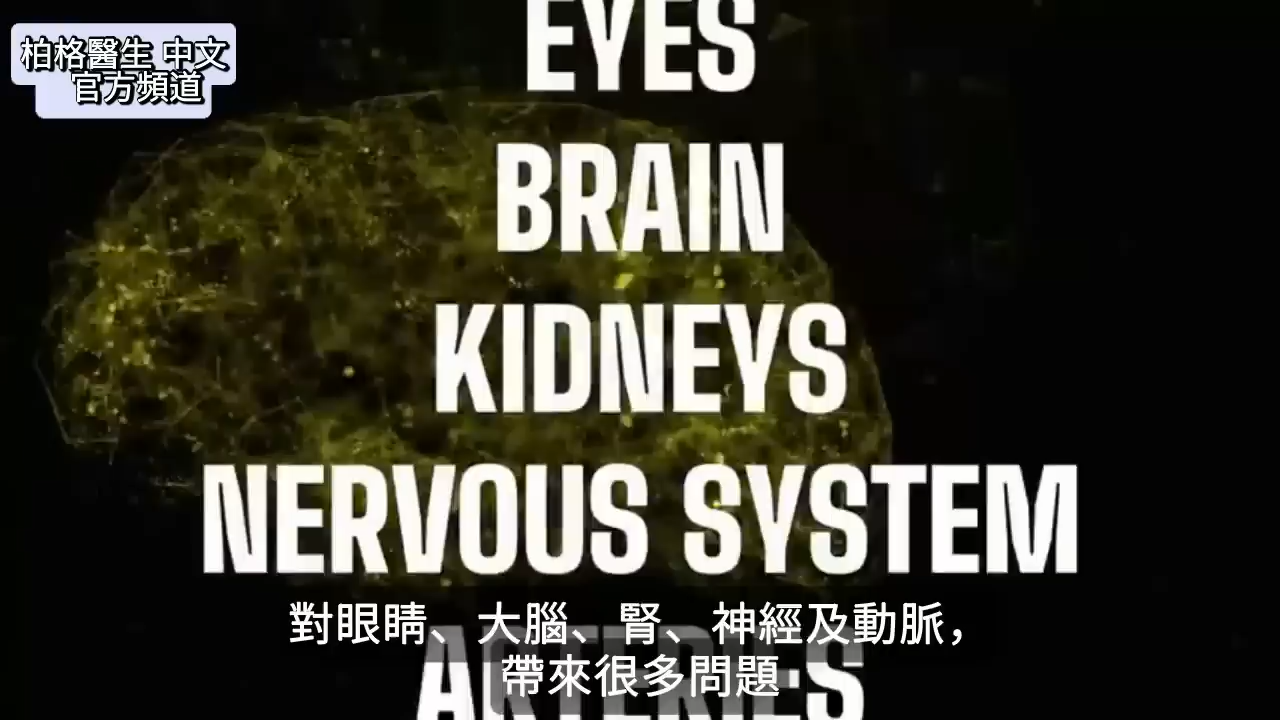 柏格醫生 中文
官方頻道
EYES
BRAIN
KIDNEYS
NERVOUS SYSTEM
ARTERIES
對眼睛、大腦、腎、神經及動脈，
帶來很多問題